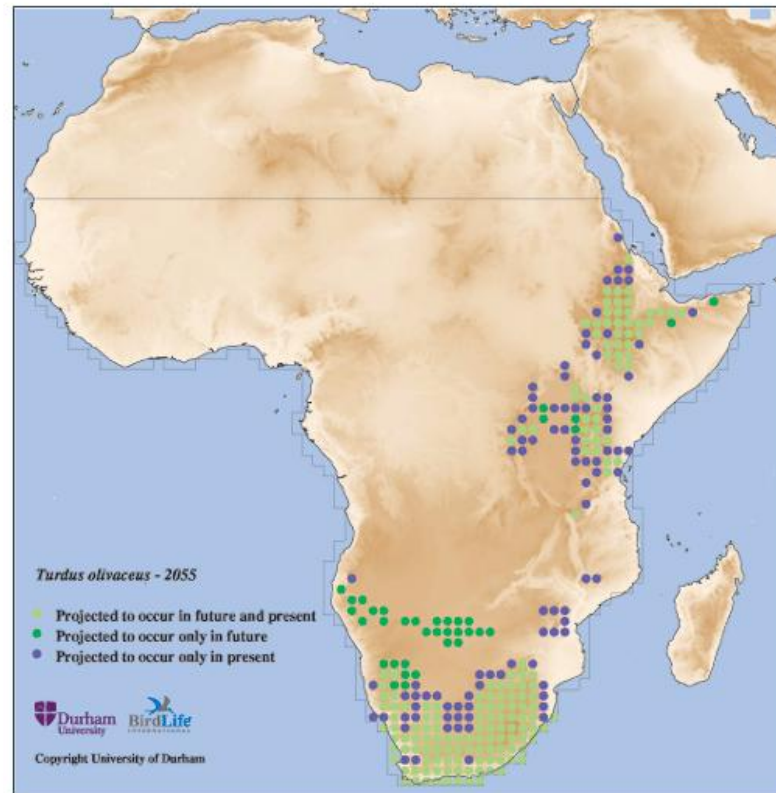 Turdus olivaceus - 2055
Projected to occur in future and present
Projected to occur only in future
Projected to occur only in present
Durham
University
BirdLife
INTERNATIONAL
Copyright University of Durham